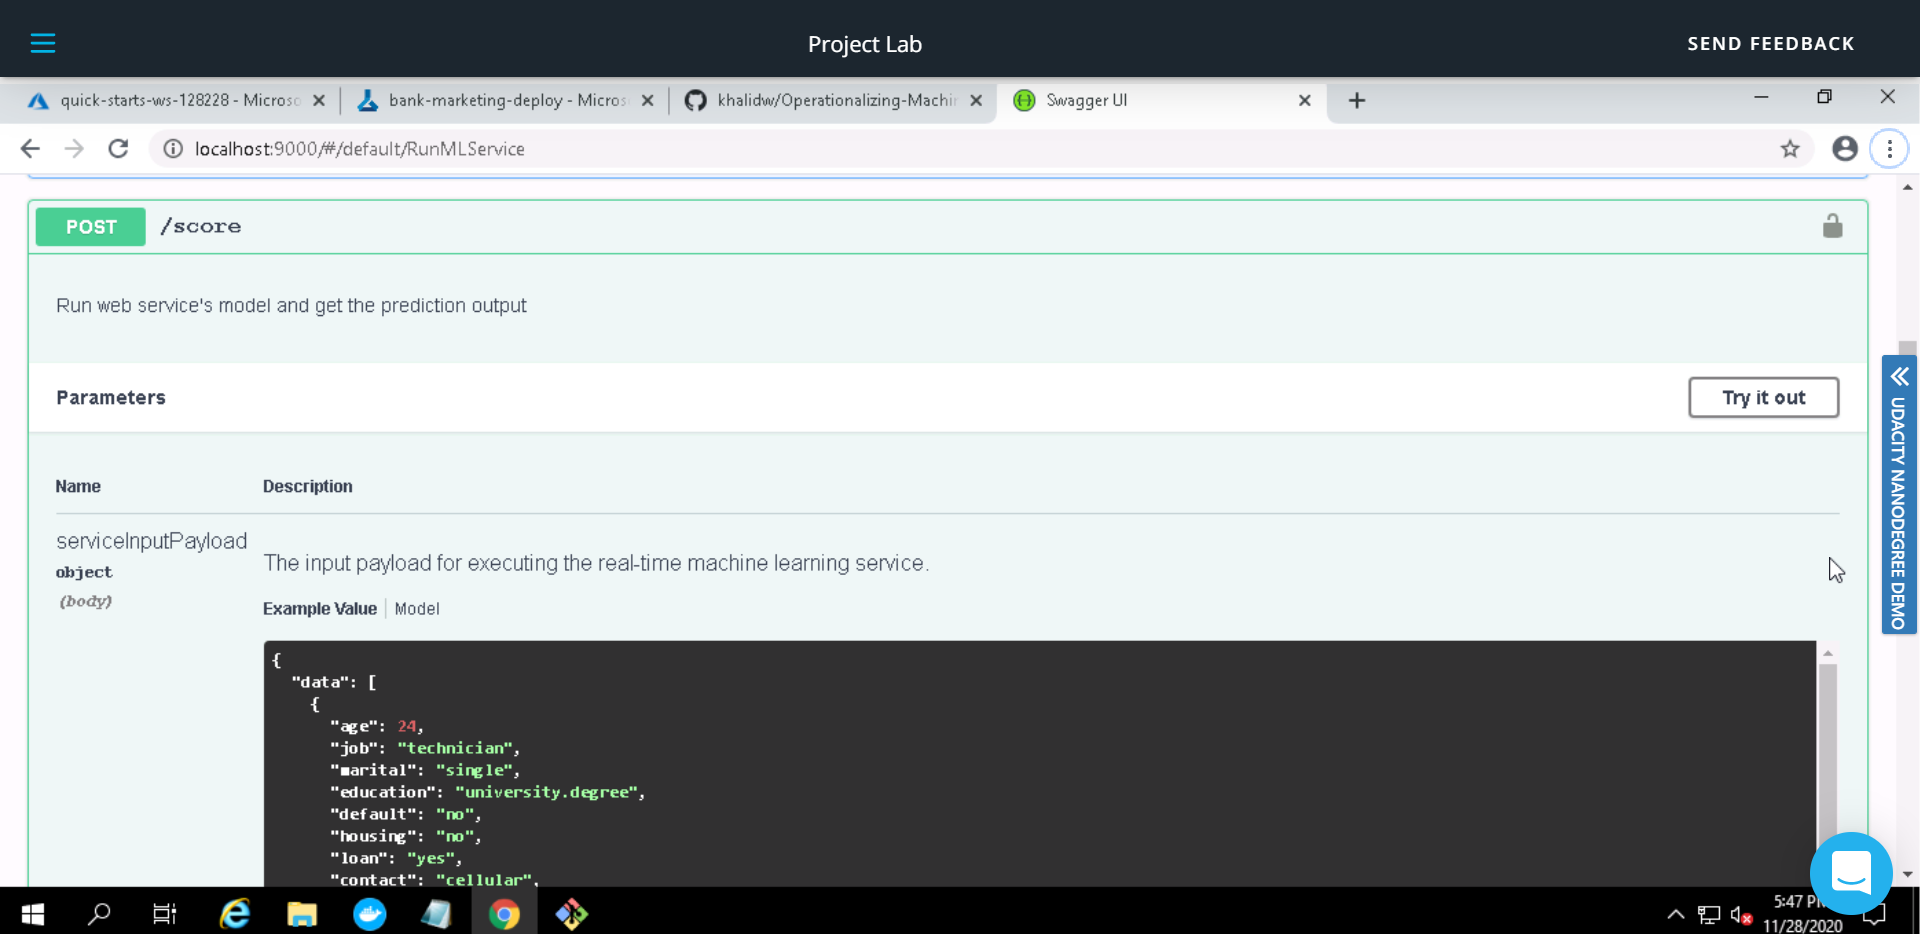 Project Lab
SEND FEEDBACK
quick-starts-ws-128228 - Microso
bank-marketing-deploy - Micros
khalidw/Operationalizing-Machin
Swagger UI
localhost:9000/#/default/RunMLService
POST /score
Run web service's model and get the prediction output
Parameters
Try it out
Name Description
serviceInputPayload
object
(body)
The input payload for executing the real-time machine learning service.
Example Value Model
{
"data": [
{
"age": 24,
"job": "technician",
"marital": "single",
"education": "university.degree",
"default": "no",
"housing": "no",
"loan": "yes",
"contact": "cellular",
UDACITY NANODEGREE DEMO
5:47 P
11/28/2020